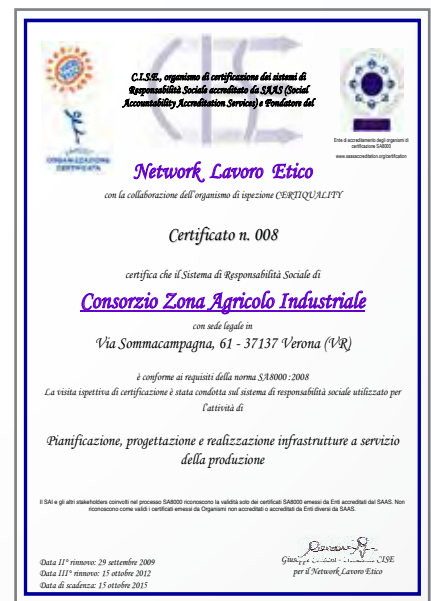 CISE
C.I.S.E., organismo di certificazione dei sistemi di
Responsabilità Sociale accreditato da SAAS (Social
Accountability Accreditation Services) e Fondatore del
ORGANIZZAZIONE
CERTIFICATA
Ente di accreditamento degli organismi di
certificazione SA8000
www.saasaccreditation.org/certification
Network Lavoro Etico
con la collaborazione dell'organismo di ispezione CERTIQUALITY
Certificato n. 008
certifica che il Sistema di Responsabilità Sociale di
Consorzio Zona Agricolo Industriale
con sede legale in
Via Sommacampagna, 61 - 37137 Verona (VR)
è conforme ai requisiti della norma SA8000:2008
La visita ispettiva di certificazione è stata condotta sul sistema di responsabilità sociale utilizzato per
l'attività di
Pianificazione, progettazione e realizzazione infrastrutture a servizio
della produzione
Il SAI e gli altri stakeholders coinvolti nel processo SA8000 riconoscono la validità solo dei certificati SA8000 emessi da Enti accreditati dal SAAS. Non
riconoscono come validi i certificati emessi da Organismi non accreditati o accreditati da Enti diversi da SAAS.
Data IIº rinnovo: 29 settembre 2009
Data IIIº rinnovo: 15 ottobre 2012
Data di scadenza: 15 ottobre 2015
CISE
per il Network Lavoro Etico